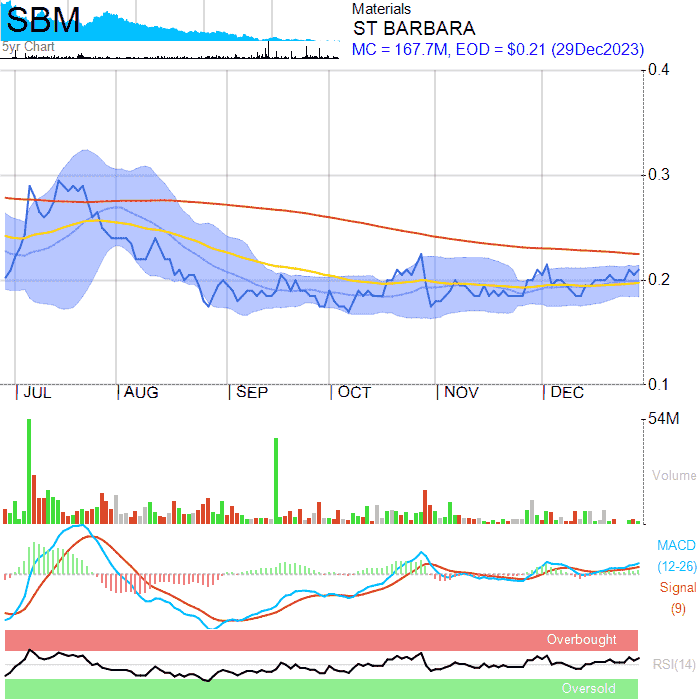 SBM
5yr Chart
Materials
ST BARBARA
MC = 167.7M, EOD = $0.21 (29Dec2023)
0.4
0.3
0.2
0.1
JUL AUG SEP OCT NOV DEC
54M
Volume
MACD
(12-26)
Signal
(9)
Overbought
RSI(14)
Oversold